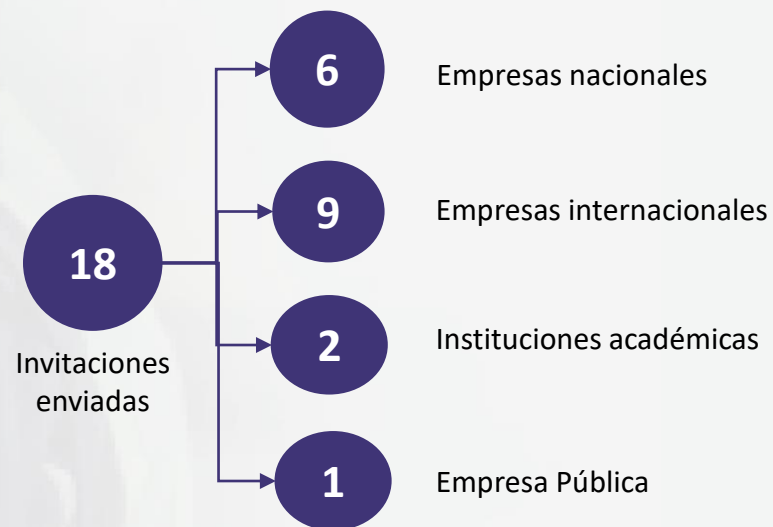 18
Invitaciones
enviadas
6
Empresas nacionales
9
Empresas internacionales
2
Instituciones académicas
1
Empresa Pública